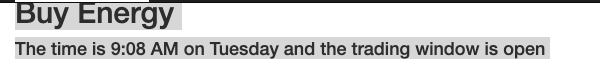 Buy Energy
The time is 9:08 AM on Tuesday and the trading window is open